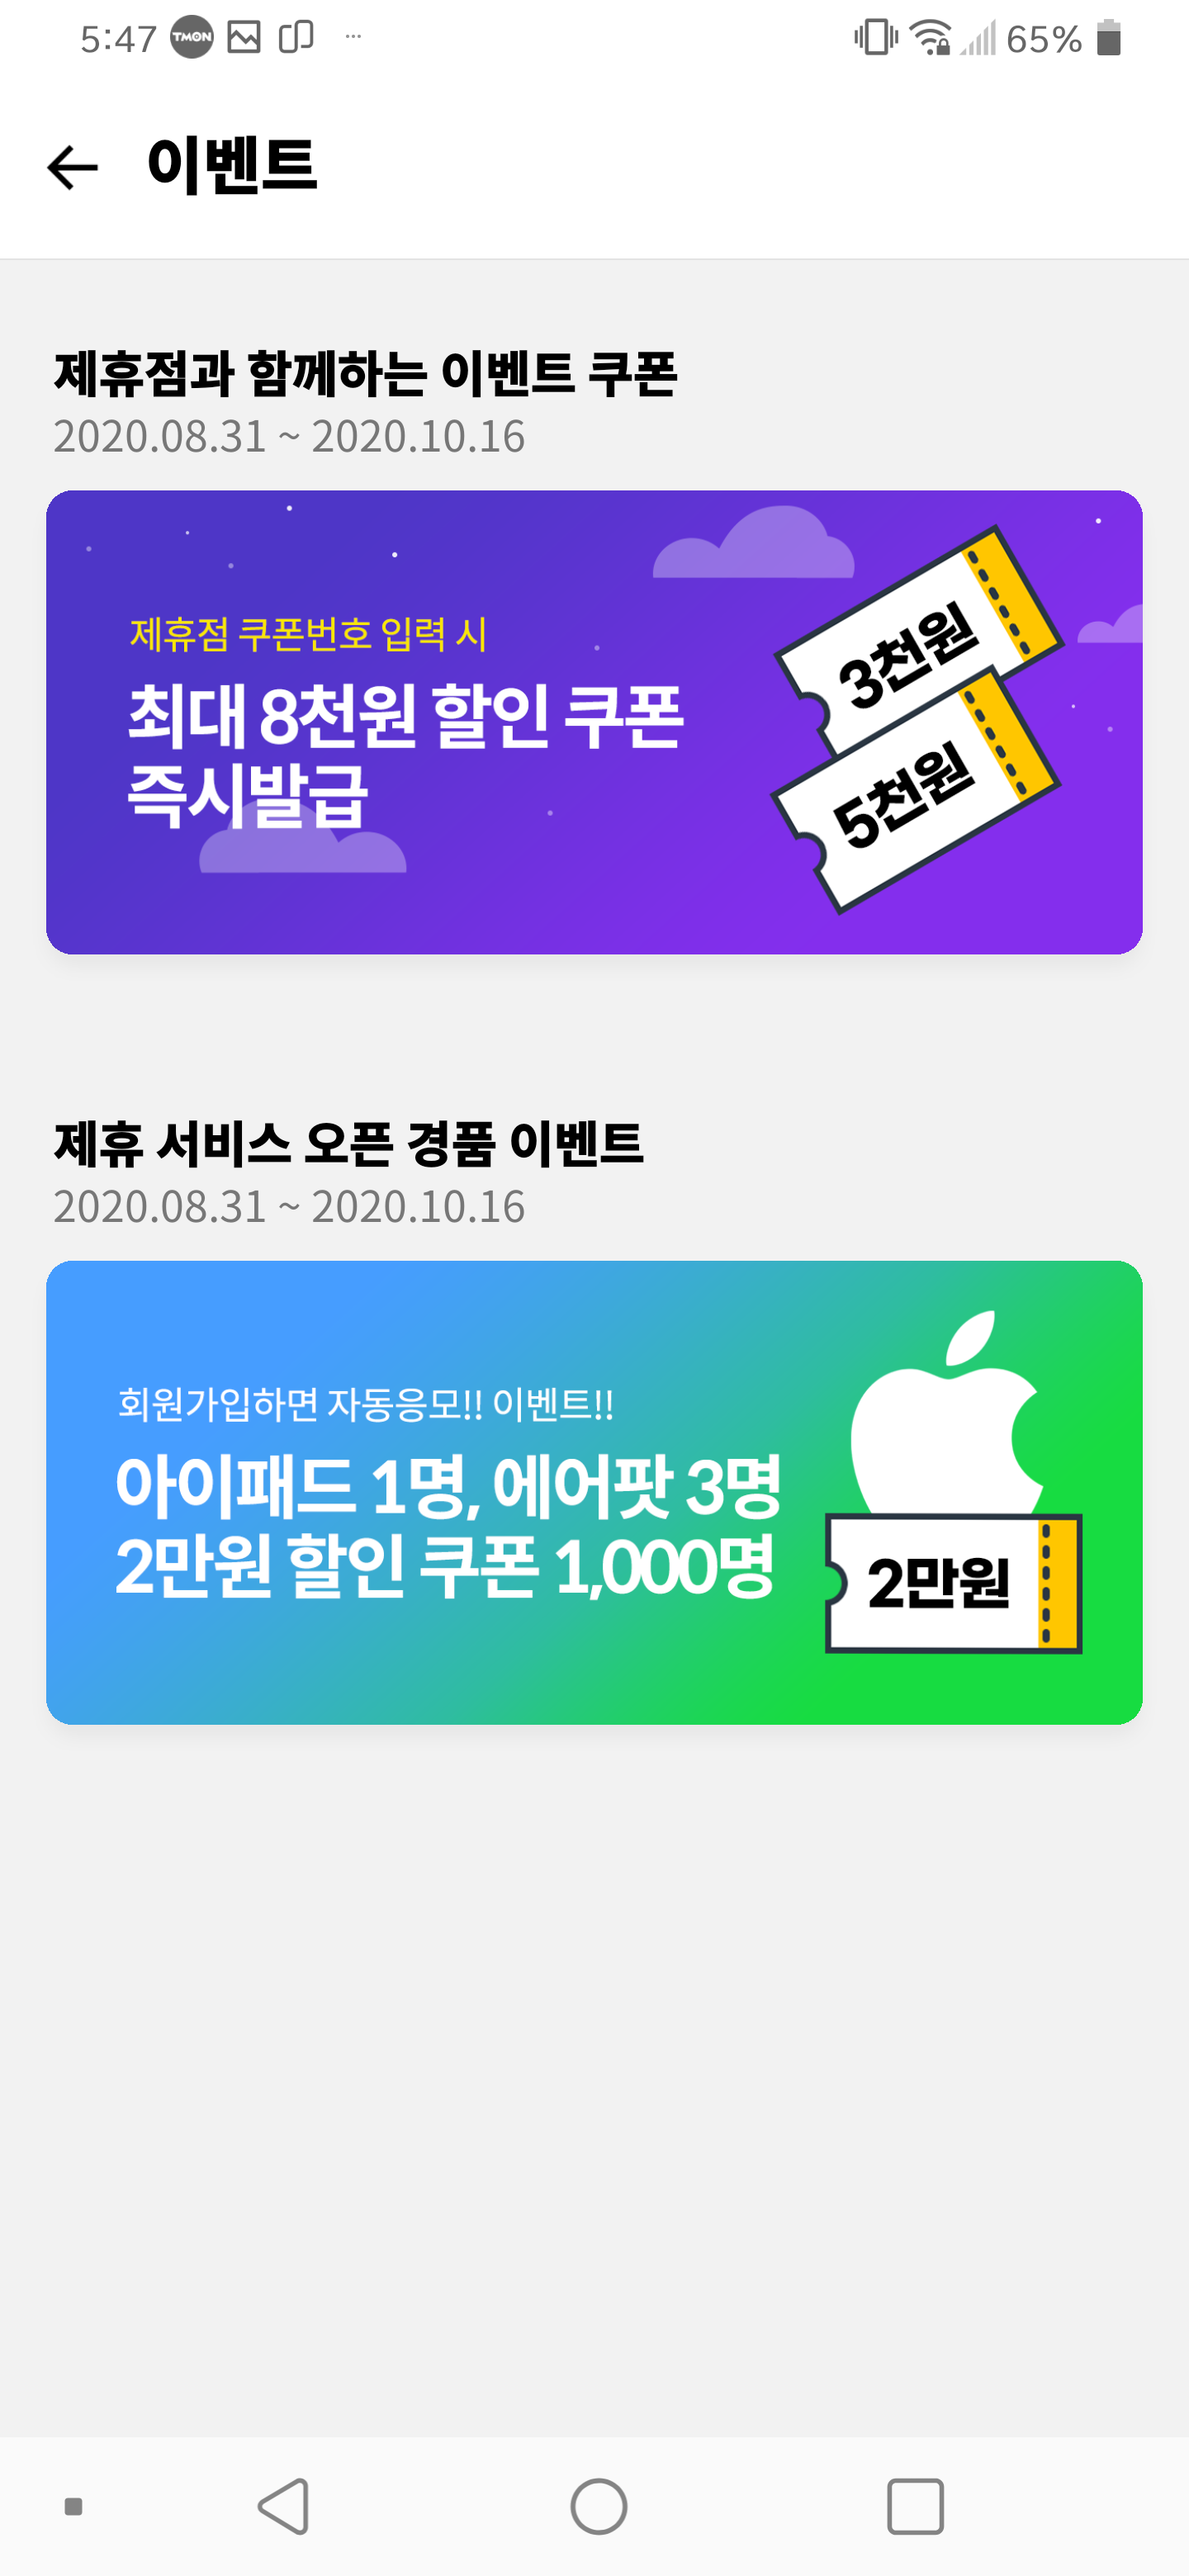 5:47 TMON ... 65%
이벤트
제휴점과 함께하는 이벤트 쿠폰
2020.08.31 ~ 2020.10.16
제휴점 쿠폰번호 입력 시
최대 8천원 할인 쿠폰
즉시발급
3천원
5천원
제휴 서비스 오픈 경품 이벤트
2020.08.31 ~ 2020.10.16
회원가입하면 자동응모!! 이벤트!!
아이패드 1명, 에어팟 3명
2만원 할인 쿠폰 1,000명
2만원